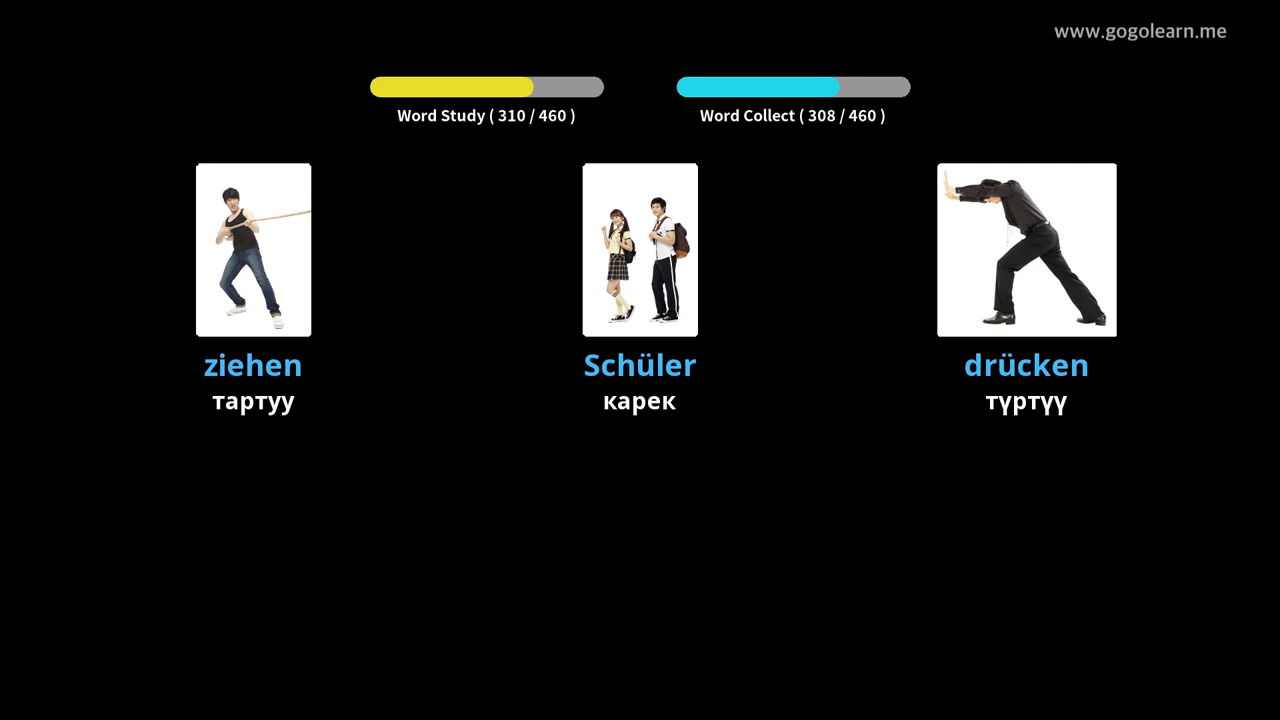 www.gogolearn.me
Word Study ( 310 / 460 )
Word Collect ( 308 / 460 )
ziehen
тартуу
Schüler
карек
drücken
түртүү